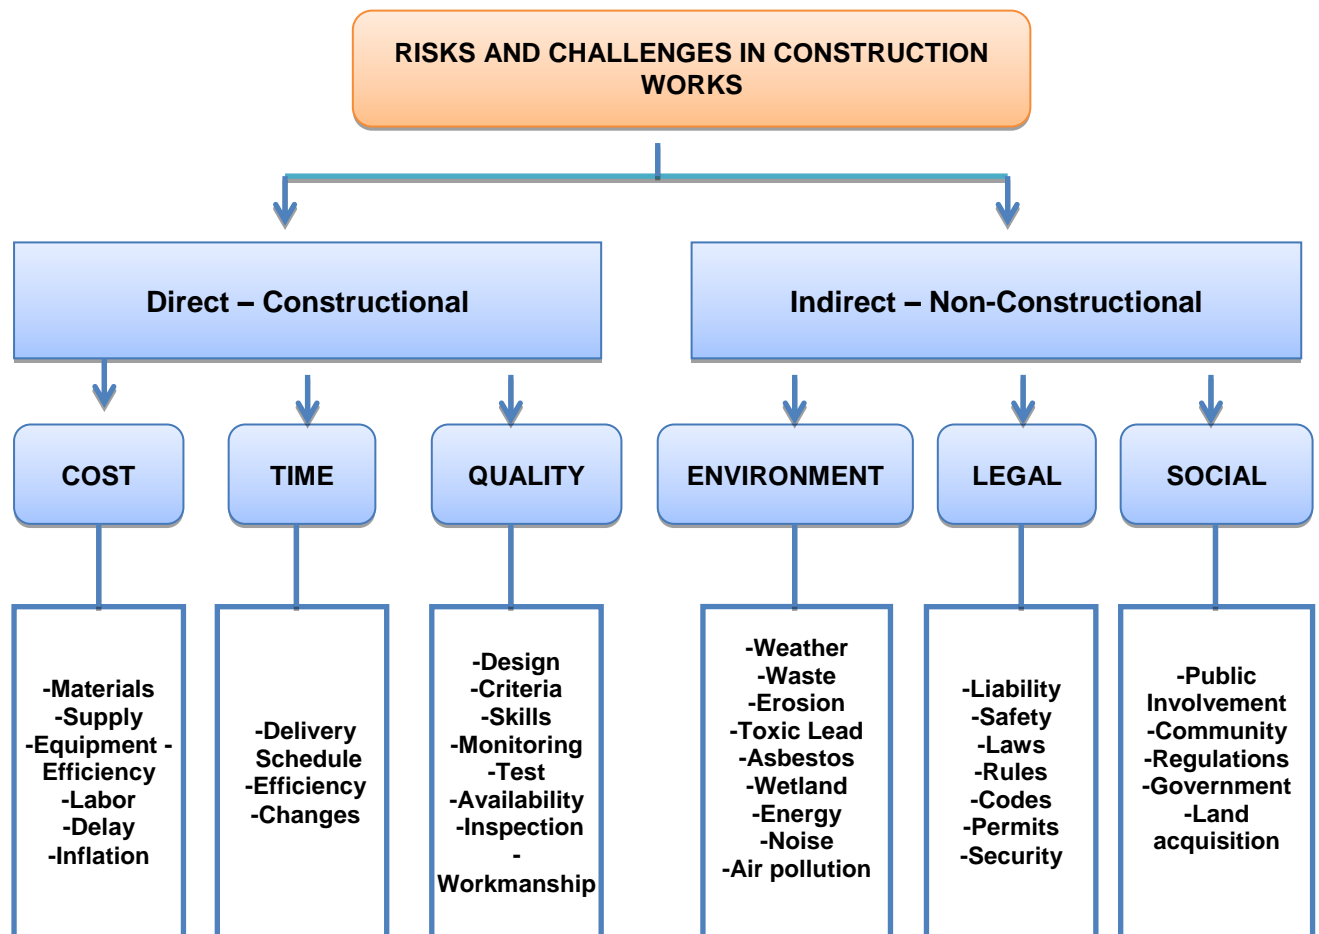 RISKS AND CHALLENGES IN CONSTRUCTION
WORKS
Direct – Constructional
Indirect – Non-Constructional
COST
TIME
QUALITY
ENVIRONMENT
LEGAL
SOCIAL
-Materials
-Supply
-Equipment -
Efficiency
-Labor
-Delay
-Inflation
-Delivery
Schedule
-Efficiency
-Changes
-Design
-Criteria
-Skills
-Monitoring
-Test
-Availability
-Inspection
-
Workmanship
-Weather
-Waste
-Erosion
-Toxic Lead
-Asbestos
-Wetland
-Energy
-Noise
-Air pollution
-Liability
-Safety
-Laws
-Rules
-Codes
-Permits
-Security
-Public
Involvement
-Community
-Regulations
-Government
-Land
acquisition